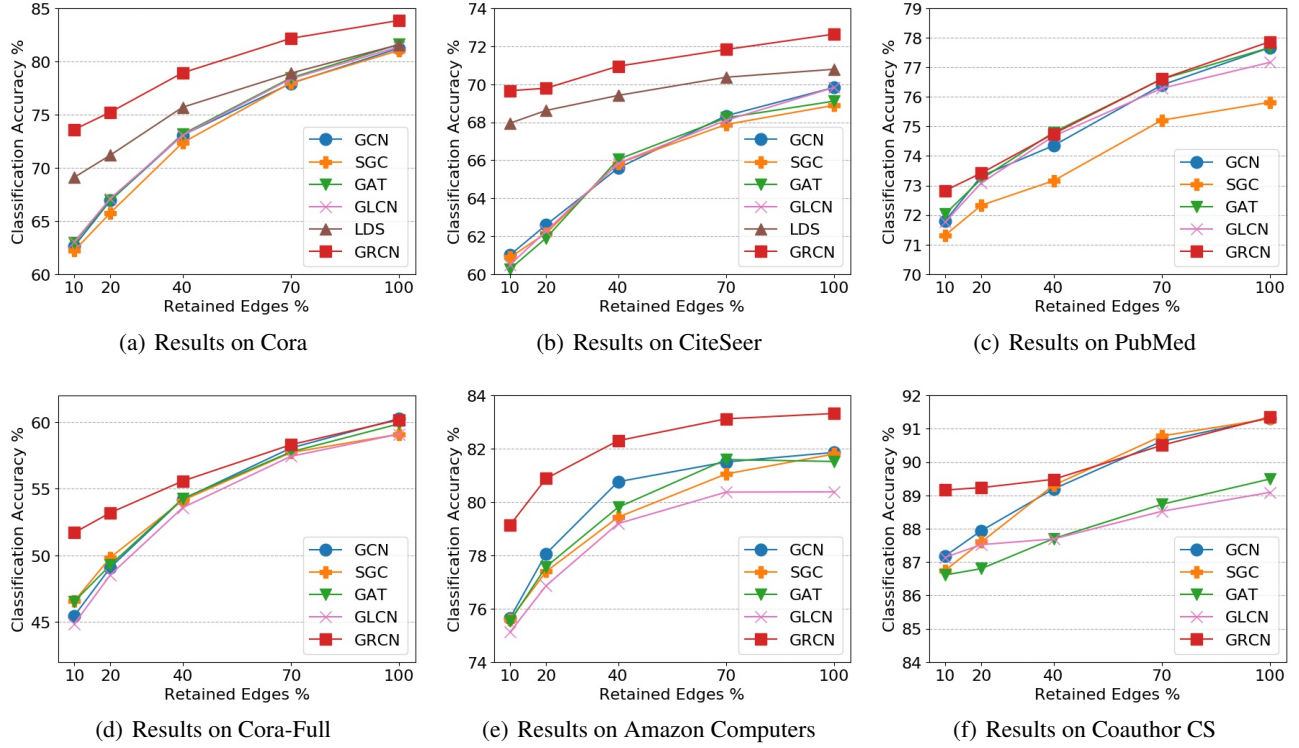 85
80
75
70
65
60
Classification Accuracy %
10 20 40 70 100
Retained Edges %
GCN
SGC
GAT
GLCN
LDS
GRCN
(a) Results on Cora
74
72
70
68
66
64
62
60
Classification Accuracy %
10 20 40 70 100
Retained Edges %
GCN
SGC
GAT
GLCN
LDS
GRCN
(b) Results on CiteSeer
79
78
77
76
75
74
73
72
71
70
Classification Accuracy %
10 20 40 70 100
Retained Edges %
GCN
SGC
GAT
GLCN
GRCN
(c) Results on PubMed
60
55
50
45
Classification Accuracy %
10 20 40 70 100
Retained Edges %
GCN
SGC
GAT
GLCN
GRCN
(d) Results on Cora-Full
84
82
80
78
76
74
Classification Accuracy %
10 20 40 70 100
Retained Edges %
GCN
SGC
GAT
GLCN
GRCN
(e) Results on Amazon Computers
92
91
90
89
88
87
86
85
84
Classification Accuracy %
10 20 40 70 100
Retained Edges %
GCN
SGC
GAT
GLCN
GRCN
(f) Results on Coauthor CS